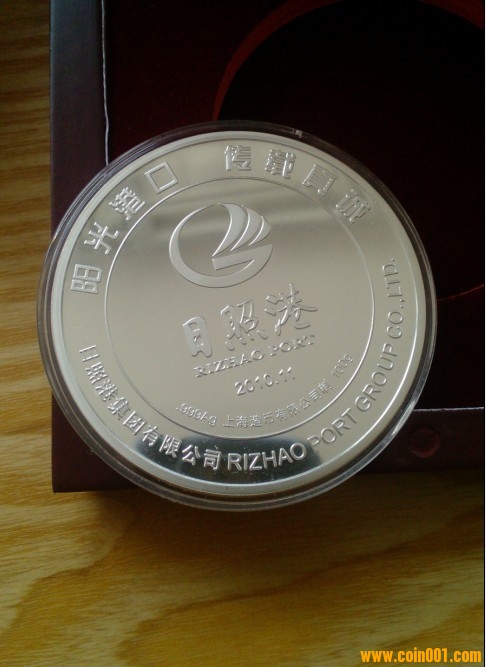 阳光港口 传载真诚
日照港
RIZHAO PORT
2010.11
.999Ag 上海造币有限公司制 100g
日照港集团有限公司 RIZHAO PORT GROUP CO.,LTD.
www.coin001.com